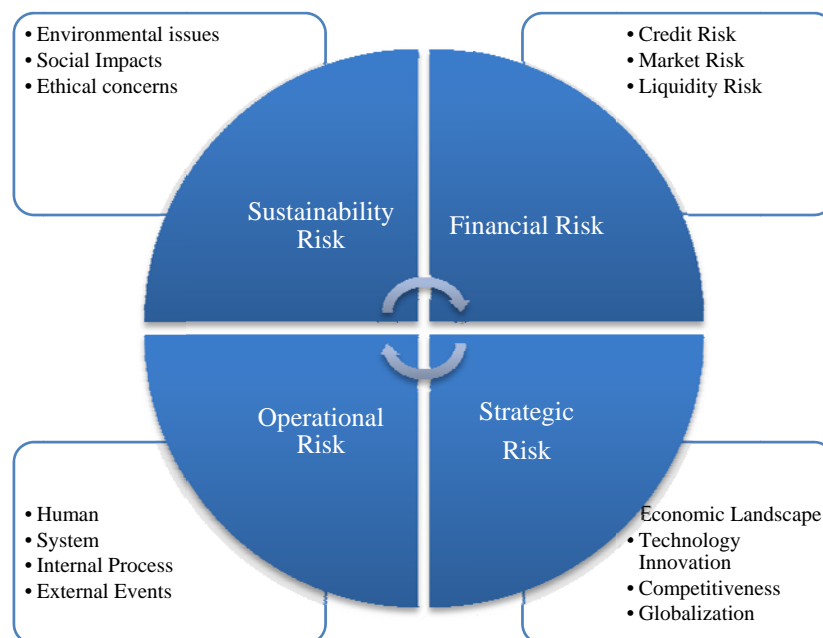 • Environmental issues
• Social Impacts
• Ethical concerns
• Credit Risk
• Market Risk
• Liquidity Risk
Sustainability
Risk
Financial Risk
Operational
Risk
Strategic
Risk
• Human
• System
• Internal Process
• External Events
Economic Landscape
• Technology
Innovation
• Competitiveness
• Globalization